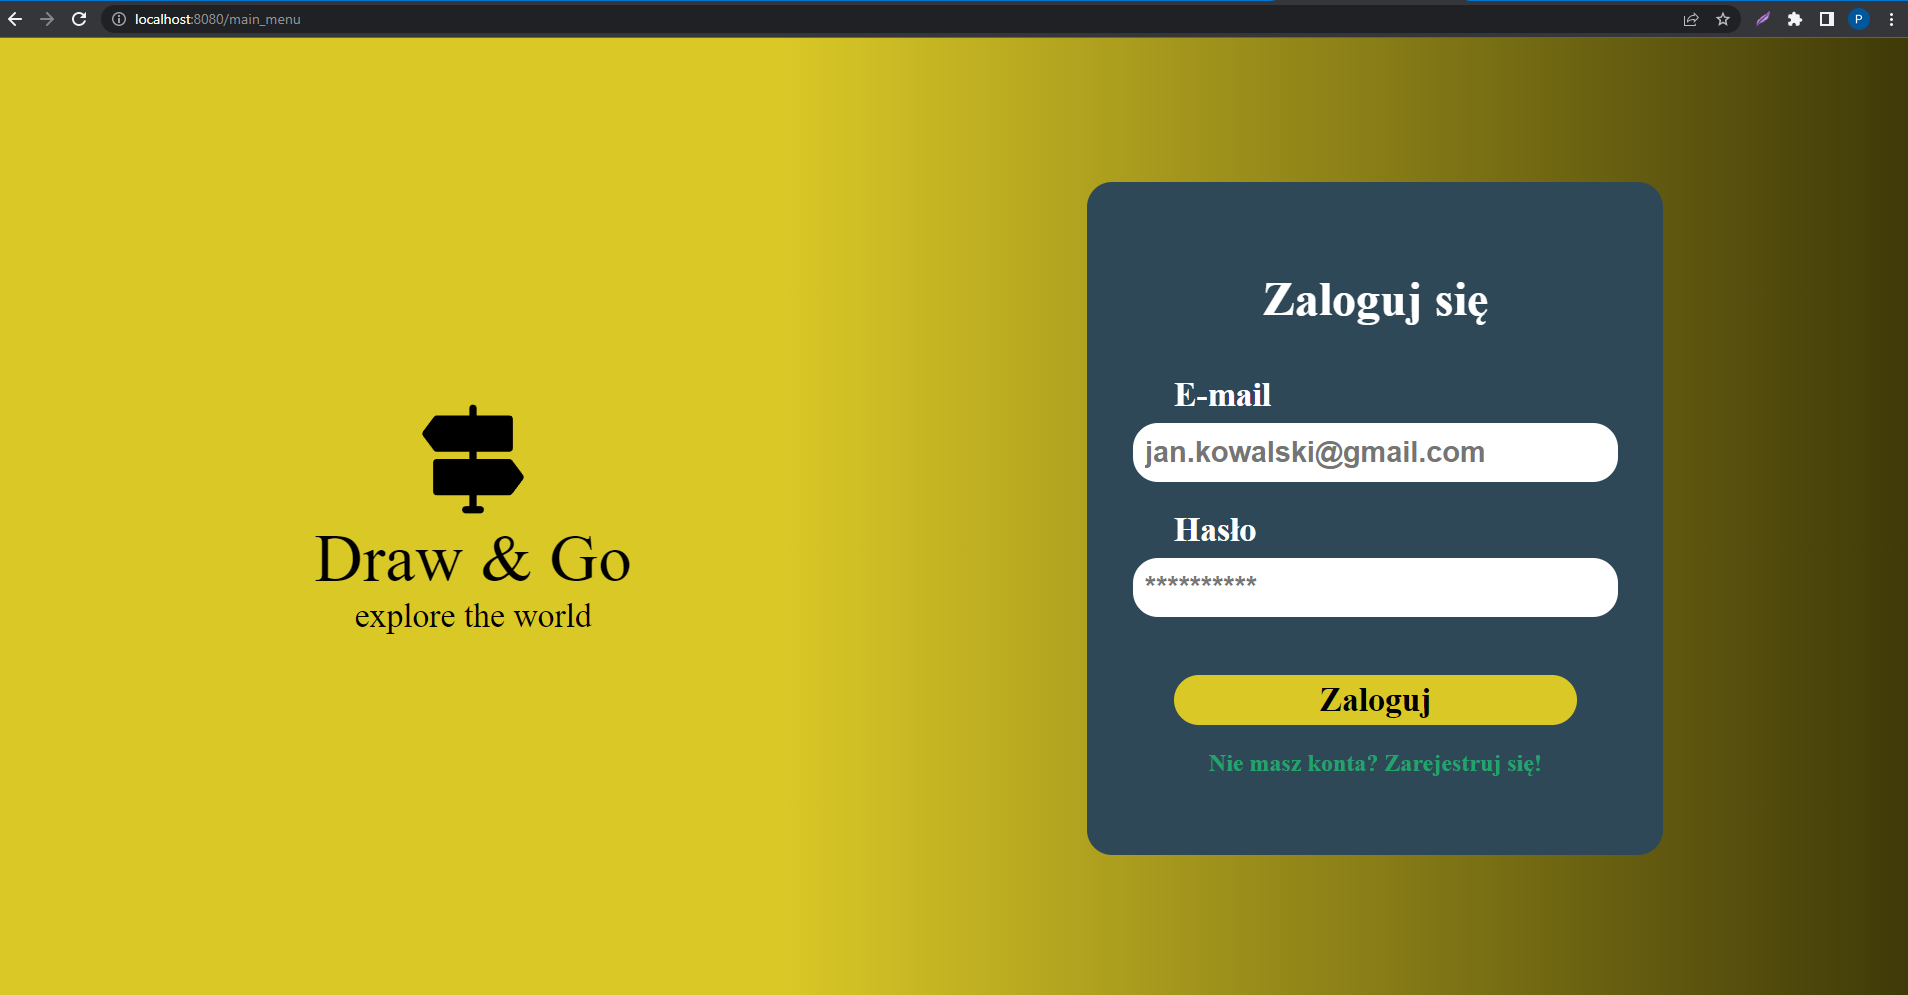 localhost:8080/main_menu
P
Draw & Go
explore the world
Zaloguj się
E-mail
jan.kowalski@gmail.com
Hasło
**********
Zaloguj
Nie masz konta? Zarejestruj się!